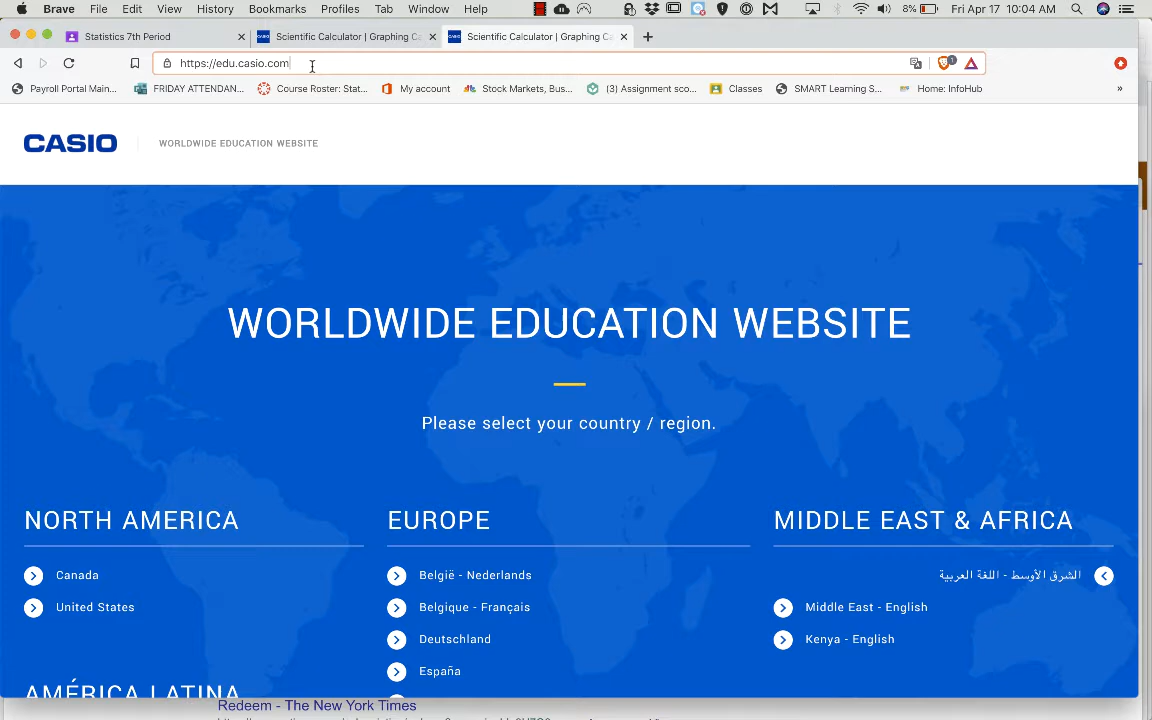 Brave File Edit View History Bookmarks Profiles Tab Window Help 8% Fri Apr 17 10:04 AM
Statistics 7th Period Scientific Calculator | Graphing Ca Scientific Calculator | Graphing Ca
https://edu.casio.com
Payroll Portal Main... FRIDAY ATTENDAN... Course Roster: Stat... My account Stock Markets, Bus... (3) Assignment sco... Classes SMART Learning S... Home: InfoHub »
CASIO WORLDWIDE EDUCATION WEBSITE
WORLDWIDE EDUCATION WEBSITE
Please select your country / region.
NORTH AMERICA
Canada
United States
AMÉRICA LATINA
EUROPE
België - Nederlands
Belgique - Français
Deutschland
España
MIDDLE EAST & AFRICA
الشرق الأوسط - اللغة العربية
Middle East - English
Kenya - English
Redeem - The New York Times